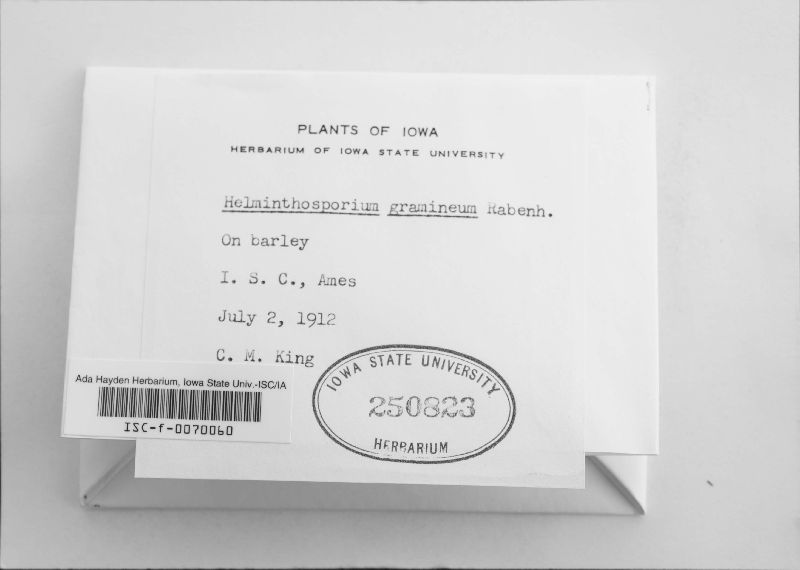 PLANTS OF IOWA
HERBARIUM OF IOWA STATE UNIVERSITY
Helminthosporium gramineum Rabenh.
On barley
I. S. C., Ames
July 2, 1912
C. M. King
IOWA STATE UNIVERSITY
250823
HERBARIUM
Ada Hayden Herbarium, Iowa State Univ.-ISC/IA
ISC-f-0070060